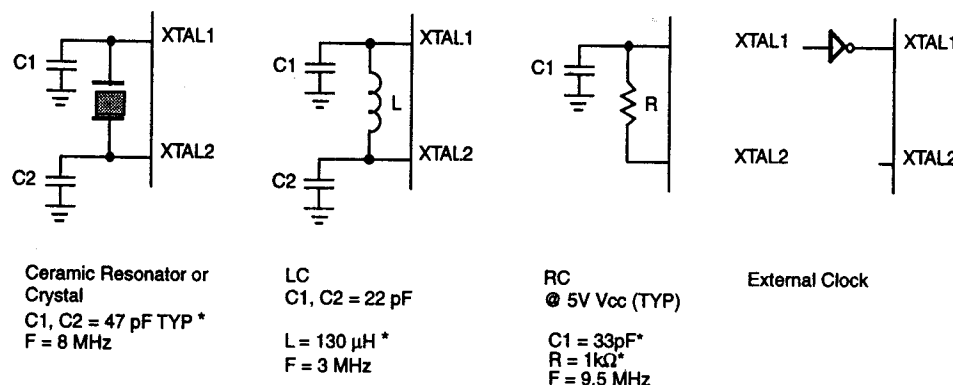 XTAL1
C1
XTAL2
C2
Ceramic Resonator or
Crystal
C1, C2 = 47 pF TYP *
F = 8 MHz
XTAL1
C1
L
XTAL2
C2
LC
C1, C2 = 22 pF
L = 130 µH *
F = 3 MHz
XTAL1
C1
R
XTAL2
RC
@ 5V Vcc (TYP)
C1 = 33pF*
R = 1kΩ*
F = 9.5 MHz
XTAL1
XTAL2
External Clock